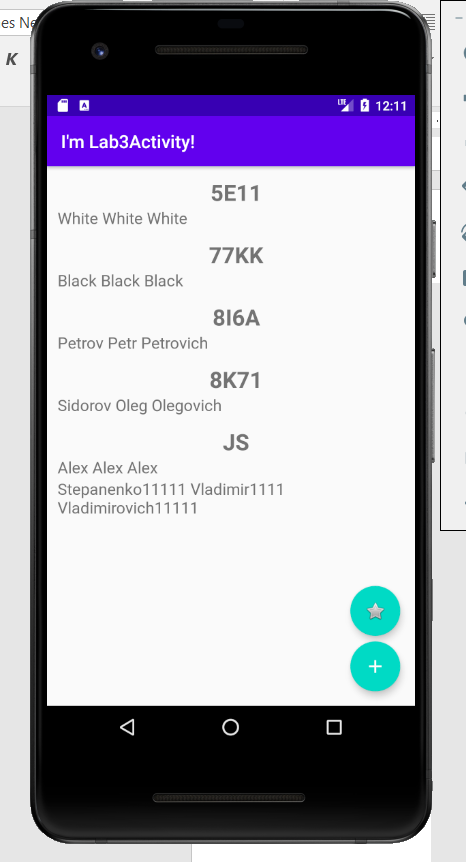 es Ne
K
LTE
12:11
I'm Lab3Activity!
5E11
White White White
77KK
Black Black Black
8I6A
Petrov Petr Petrovich
8K71
Sidorov Oleg Olegovich
JS
Alex Alex Alex
Stepanenko11111 Vladimir1111
Vladimirovich11111